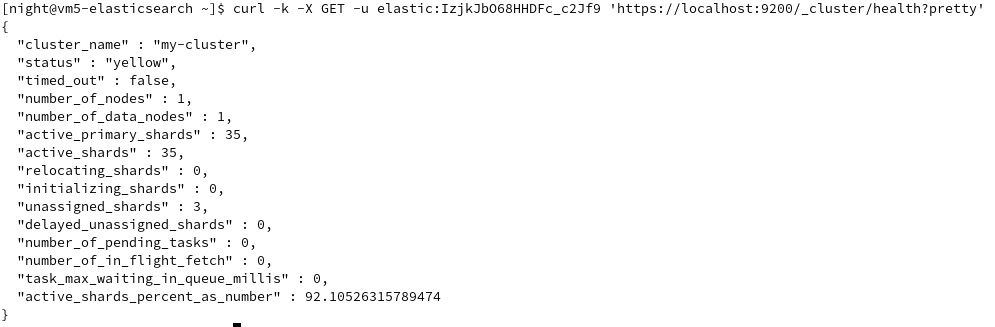 [night@vm5-elasticsearch ~]$ curl -k -X GET -u elastic:IzjkJbO68HHDFc_c2Jf9 'https://localhost:9200/_cluster/health?pretty'
{
  "cluster_name" : "my-cluster",
  "status" : "yellow",
  "timed_out" : false,
  "number_of_nodes" : 1,
  "number_of_data_nodes" : 1,
  "active_primary_shards" : 35,
  "active_shards" : 35,
  "relocating_shards" : 0,
  "initializing_shards" : 0,
  "unassigned_shards" : 3,
  "delayed_unassigned_shards" : 0,
  "number_of_pending_tasks" : 0,
  "number_of_in_flight_fetch" : 0,
  "task_max_waiting_in_queue_millis" : 0,
  "active_shards_percent_as_number" : 92.10526315789474
}